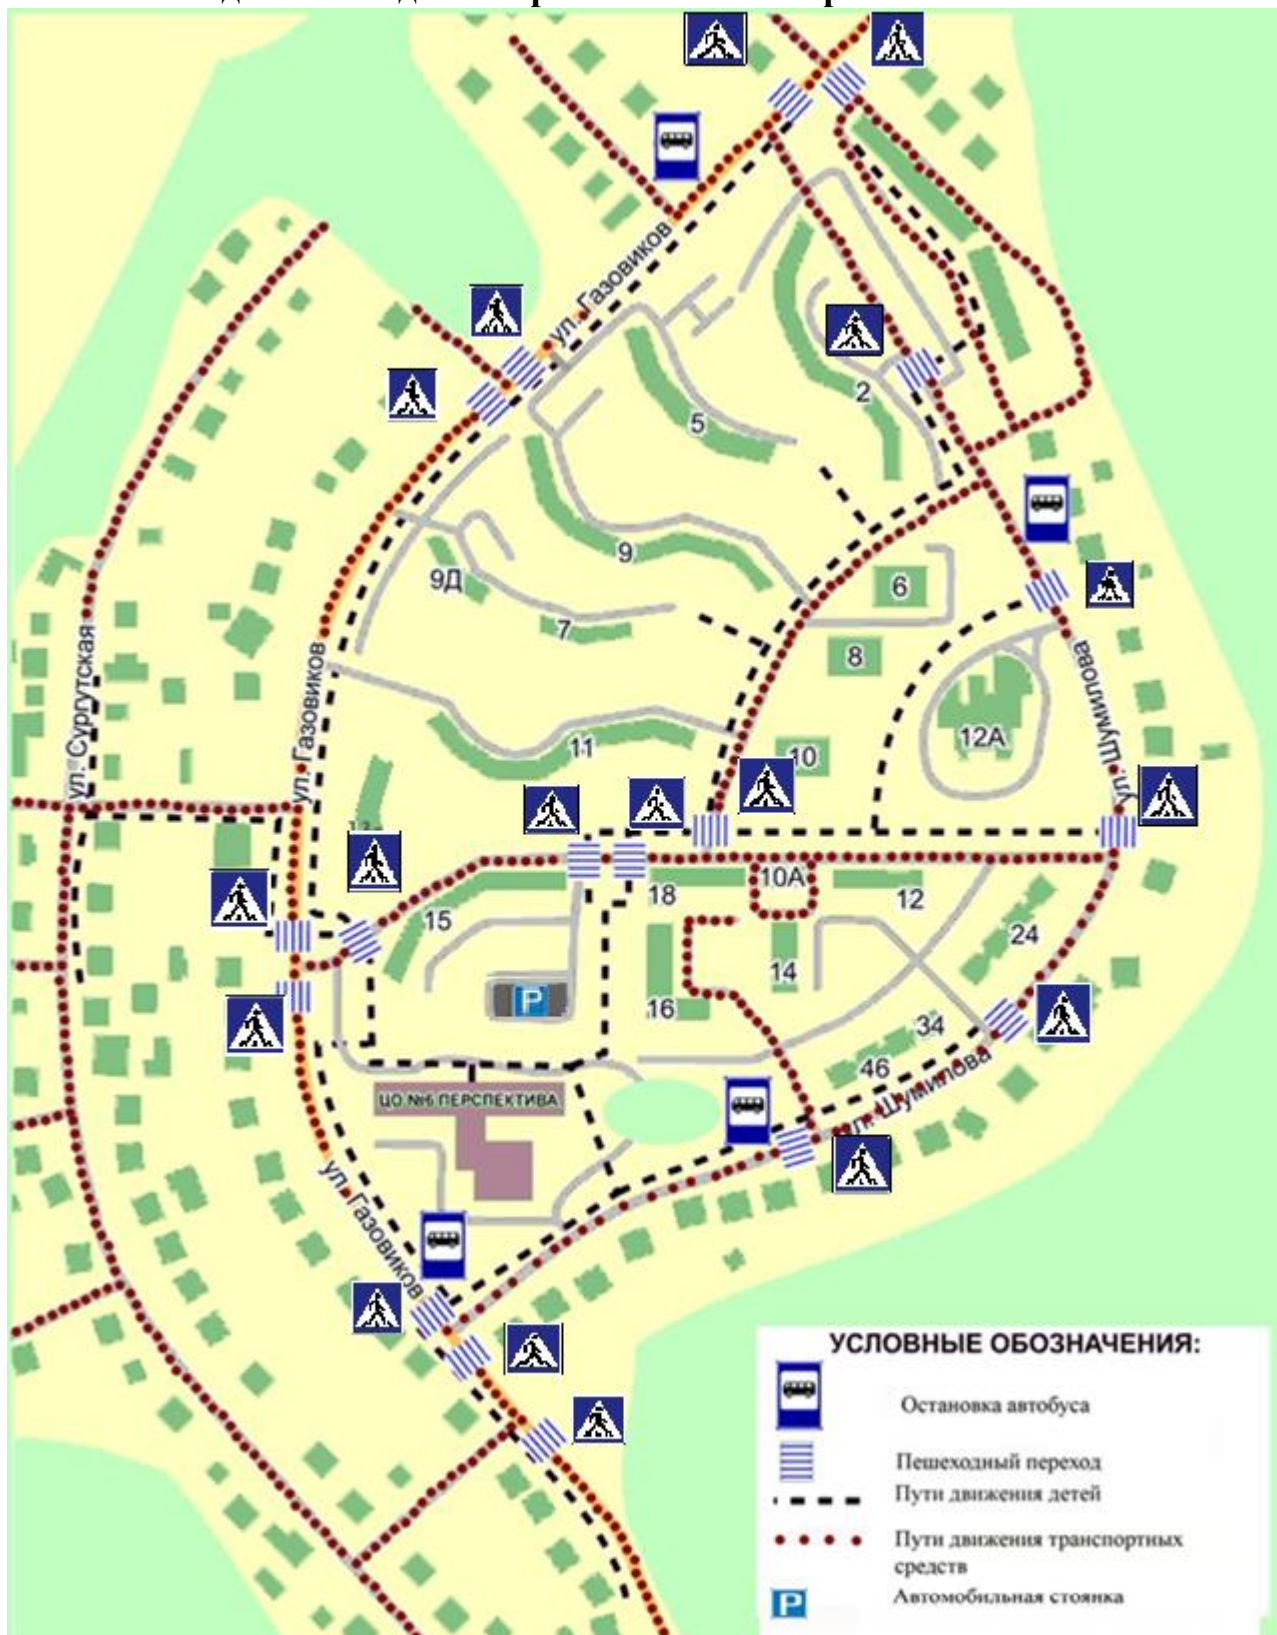 ул. Газовиков
2
5
9
6
9Д
7
8
ул. Сургутская
ул. Газовиков
ул. Шумилова
11
12А
10
18
10А
12
15
24
14
P
16
34
46
ЦО №6 ПЕРСПЕКТИВА
ул. Шумилова
ул. Газовиков
УСЛОВНЫЕ ОБОЗНАЧЕНИЯ:
Остановка автобуса
Пешеходный переход
Пути движения детей
Пути движения транспортных
средств
P
Автомобильная стоянка